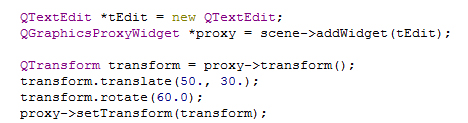 QTextEdit *tEdit = new QTextEdit;
QGraphicsProxyWidget *proxy = scene->addWidget(tEdit);
QTransform transform = proxy->transform();
transform.translate(50., 30.);
transform.rotate(60.0);
proxy->setTransform(transform);